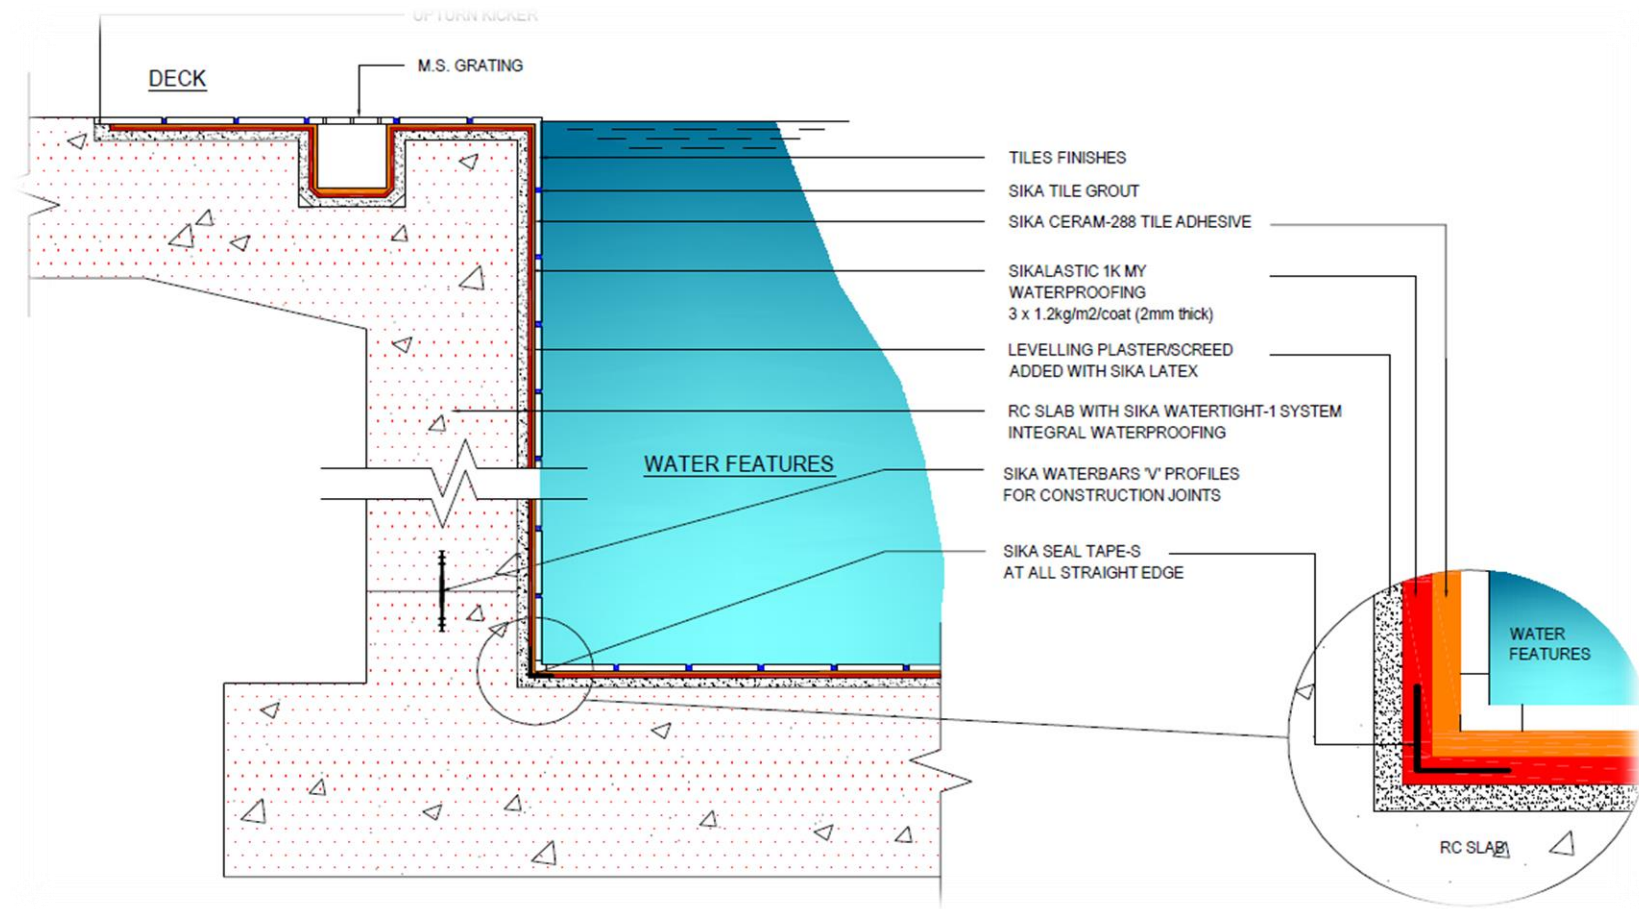 UPTURN KICKER
DECK
M.S. GRATING
TILES FINISHES
SIKA TILE GROUT
SIKA CERAM-288 TILE ADHESIVE
SIKALASTIC 1K MY
WATERPROOFING
3 x 1.2kg/m2/coat (2mm thick)
LEVELLING PLASTER/SCREED
ADDED WITH SIKA LATEX
RC SLAB WITH SIKA WATERTIGHT-1 SYSTEM
INTEGRAL WATERPROOFING
WATER FEATURES
SIKA WATERBARS 'V' PROFILES
FOR CONSTRUCTION JOINTS
SIKA SEAL TAPE-S
AT ALL STRAIGHT EDGE
WATER
FEATURES
RC SLAB